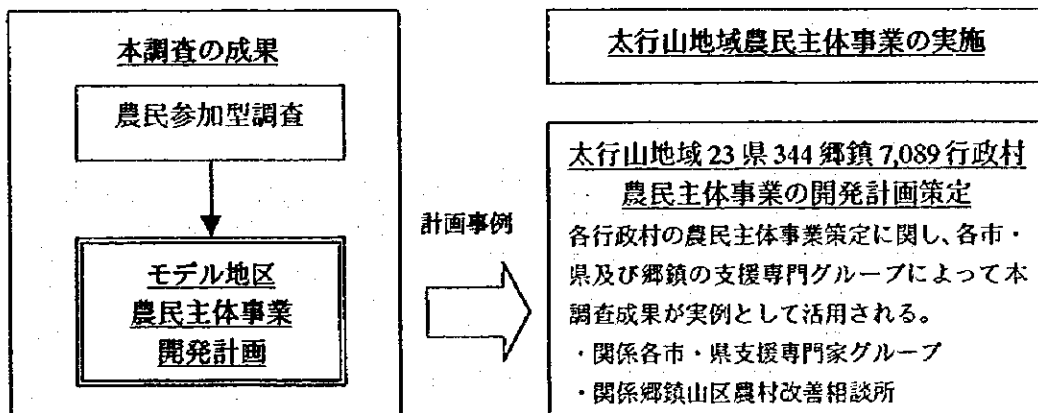 本調査の成果
農民参加型調査
モデル地区
農民主体事業
開発計画
計画事例
太行山地域農民主体事業の実施
太行山地域23県344郷鎮7,089行政村
農民主体事業の開発計画策定
各行政村の農民主体事業策定に関し、各市・
県及び郷鎮の支援専門グループによって本
調査成果が実例として活用される。
・関係各市・県支援専門家グループ
・関係郷鎮山区農村改善相談所